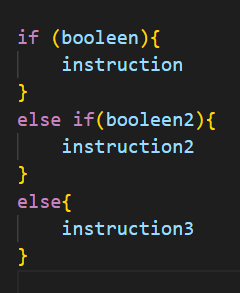 if (booleen){
    instruction
}
else if(booleen2){
    instruction2
}
else{
    instruction3
}